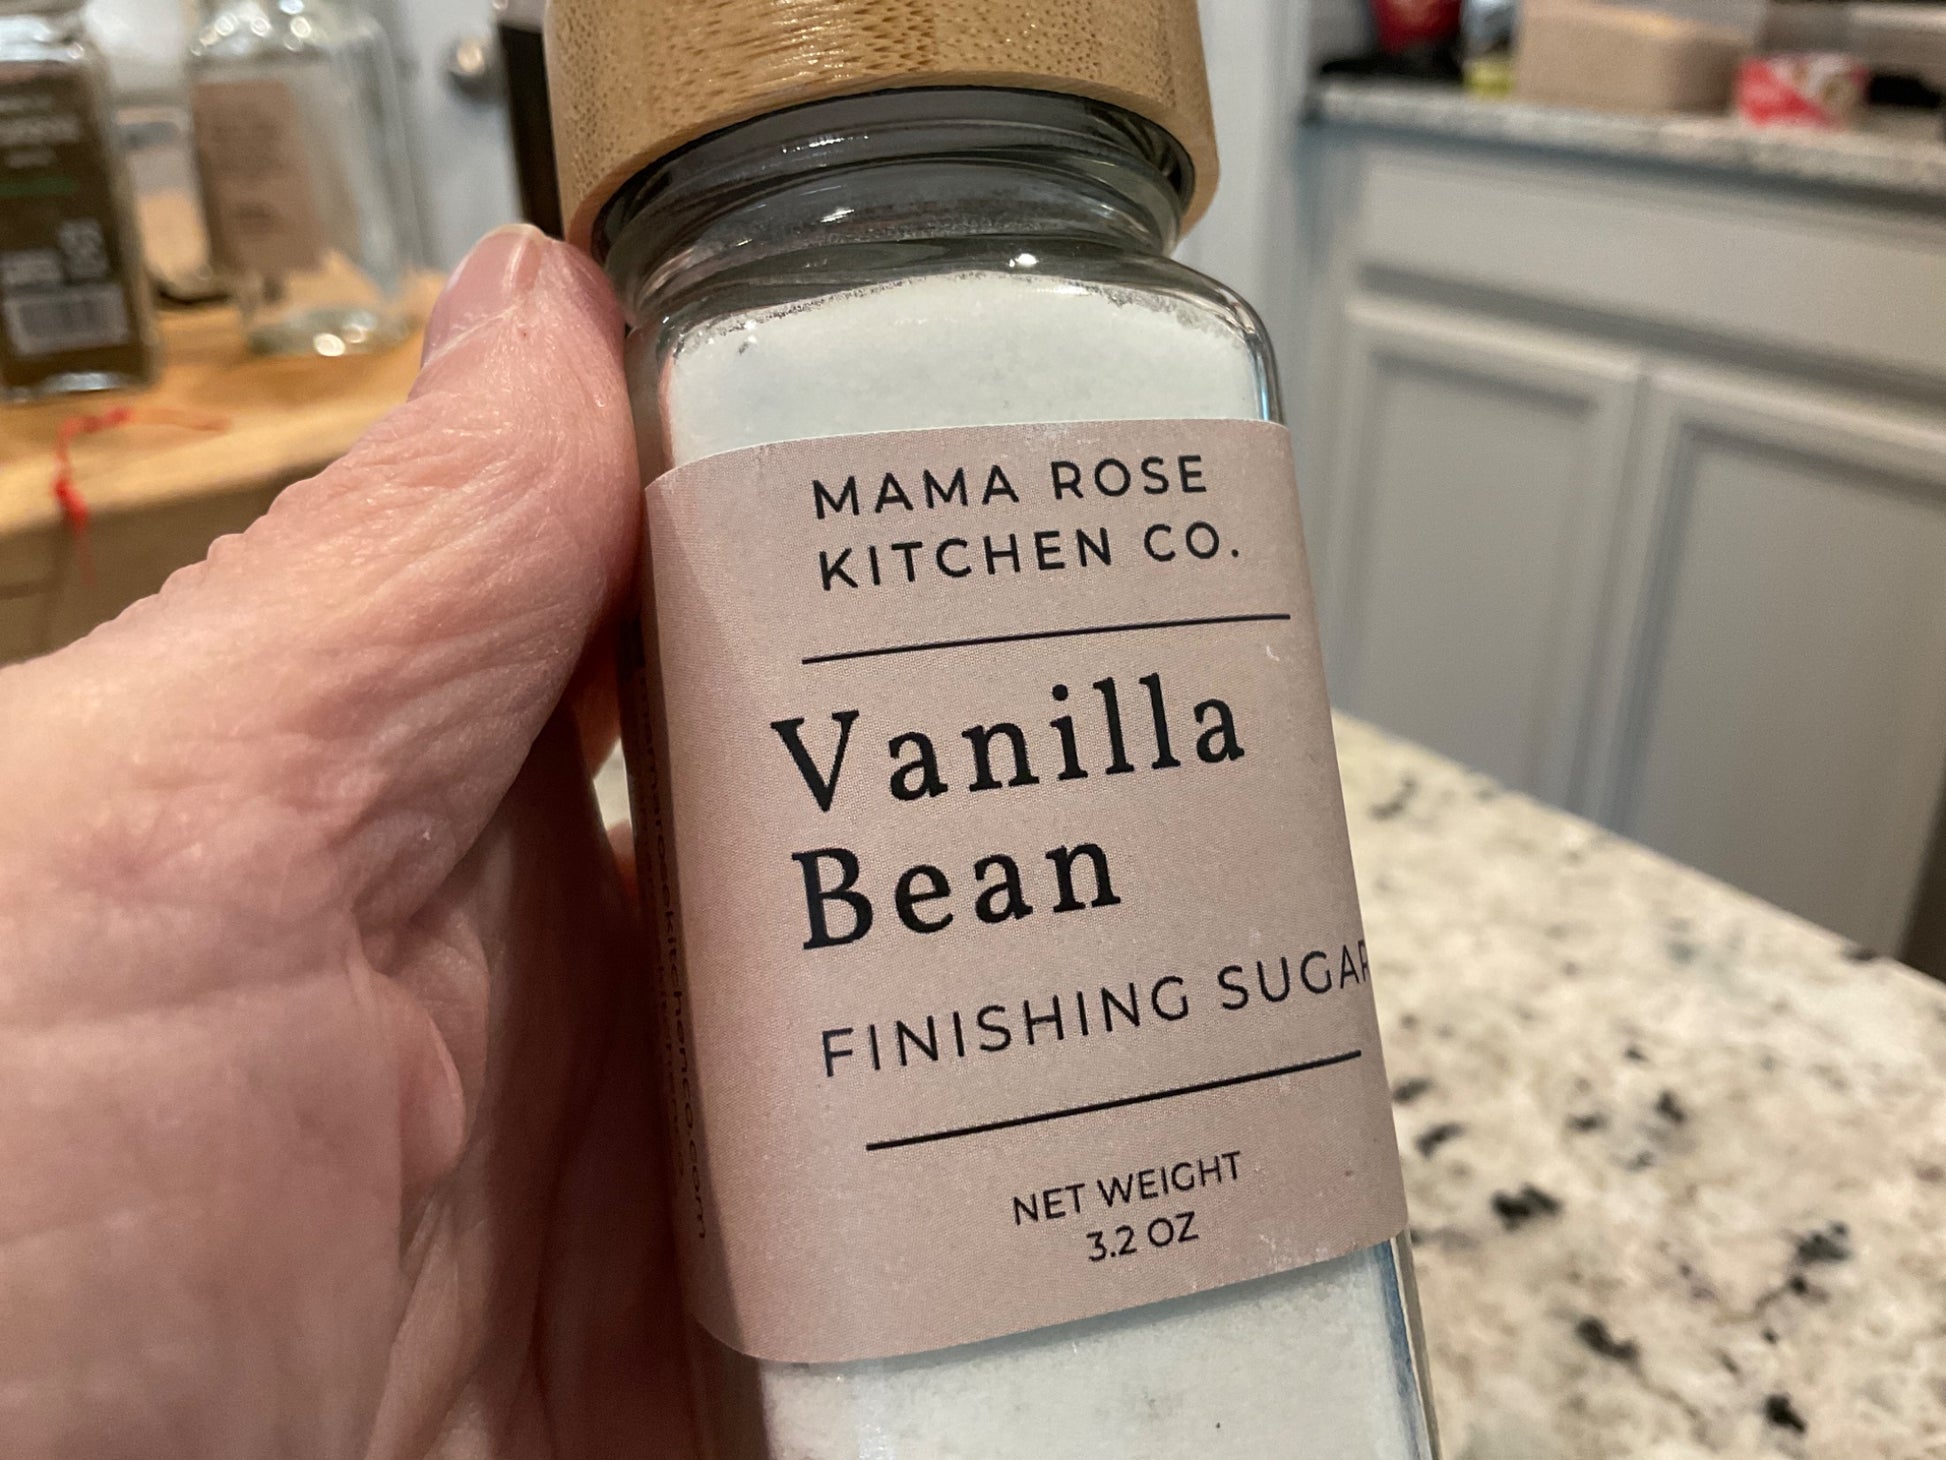 MAMA ROSE
KITCHEN CO.
Vanilla
Bean
FINISHING SUGAR
NET WEIGHT
3.2 OZ